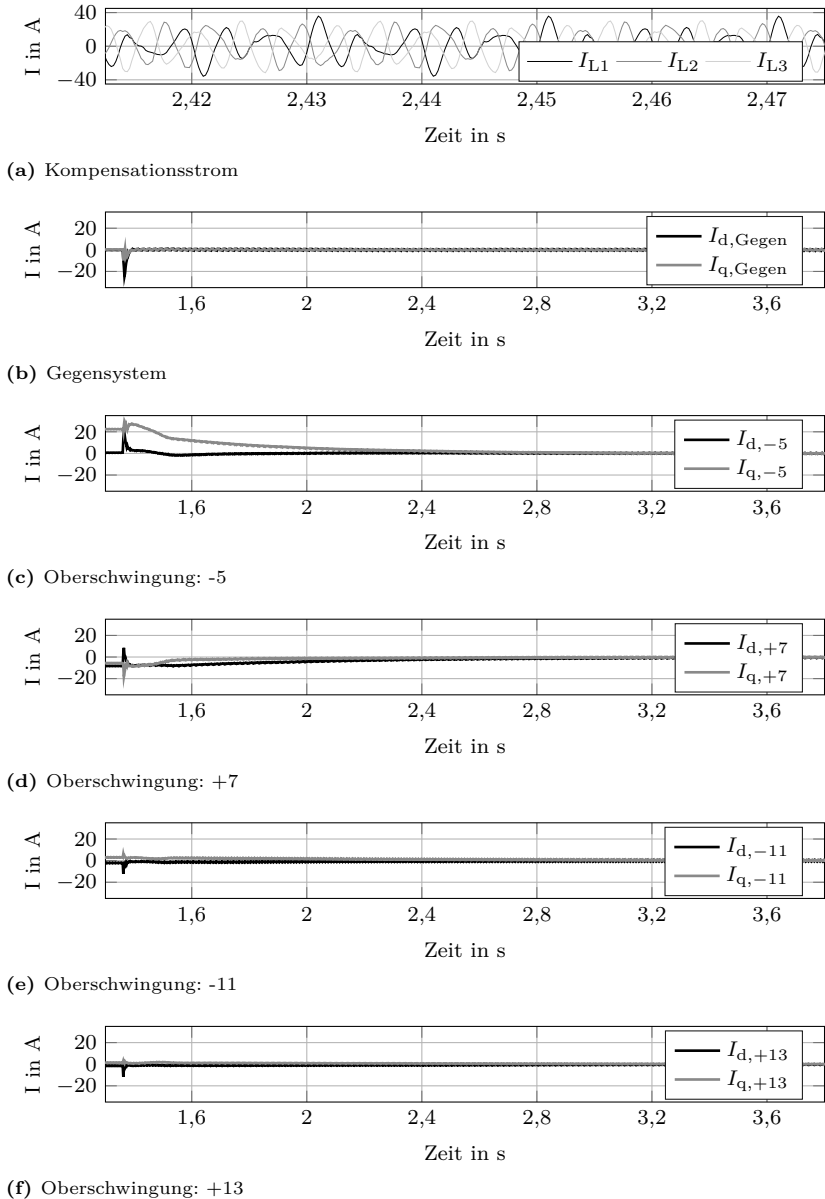 40
0
−40
I in A
I_L1 I_L2 I_L3
2,42 2,43 2,44 2,45 2,46 2,47
Zeit in s
(a) Kompensationsstrom
20
0
−20
I in A
I_d,Gegen
I_q,Gegen
1,6 2 2,4 2,8 3,2 3,6
Zeit in s
(b) Gegensystem
20
0
−20
I in A
I_d,−5
I_q,−5
1,6 2 2,4 2,8 3,2 3,6
Zeit in s
(c) Oberschwingung: -5
20
0
−20
I in A
I_d,+7
I_q,+7
1,6 2 2,4 2,8 3,2 3,6
Zeit in s
(d) Oberschwingung: +7
20
0
−20
I in A
I_d,−11
I_q,−11
1,6 2 2,4 2,8 3,2 3,6
Zeit in s
(e) Oberschwingung: -11
20
0
−20
I in A
I_d,+13
I_q,+13
1,6 2 2,4 2,8 3,2 3,6
Zeit in s
(f) Oberschwingung: +13